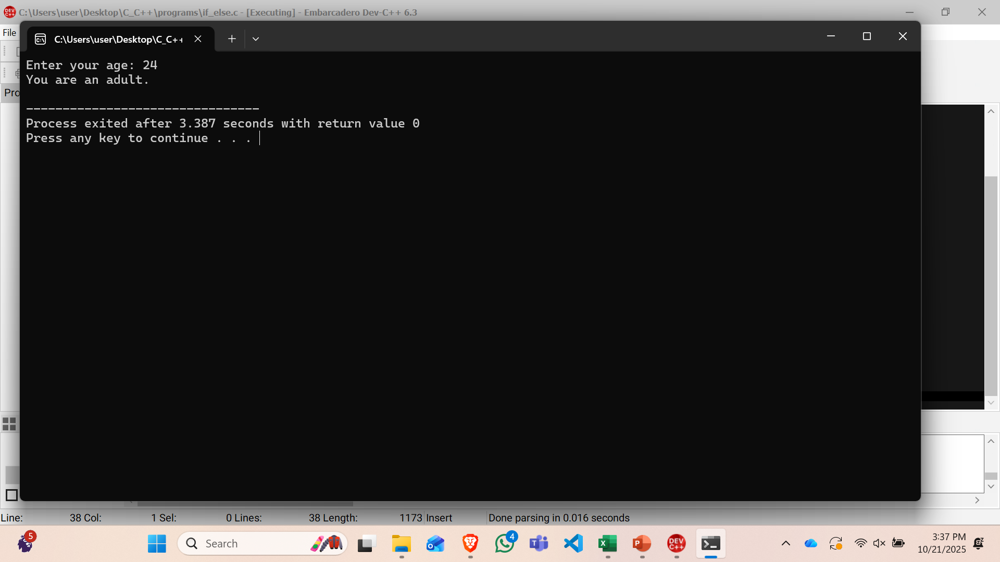 C:\Users\user\Desktop\C_C++\programs\if_else.c - [Executing] - Embarcadero Dev-C++ 6.3
File
C:\Users\user\Desktop\C_C++
Pro
Enter your age: 24
You are an adult.
--------------------------------
Process exited after 3.387 seconds with return value 0
Press any key to continue . . .
Line: 38 Col: 1 Sel: 0 Lines: 38 Length: 1173 Insert Done parsing in 0.016 seconds
5
Search
4
DEV C++
3:37 PM
10/21/2025